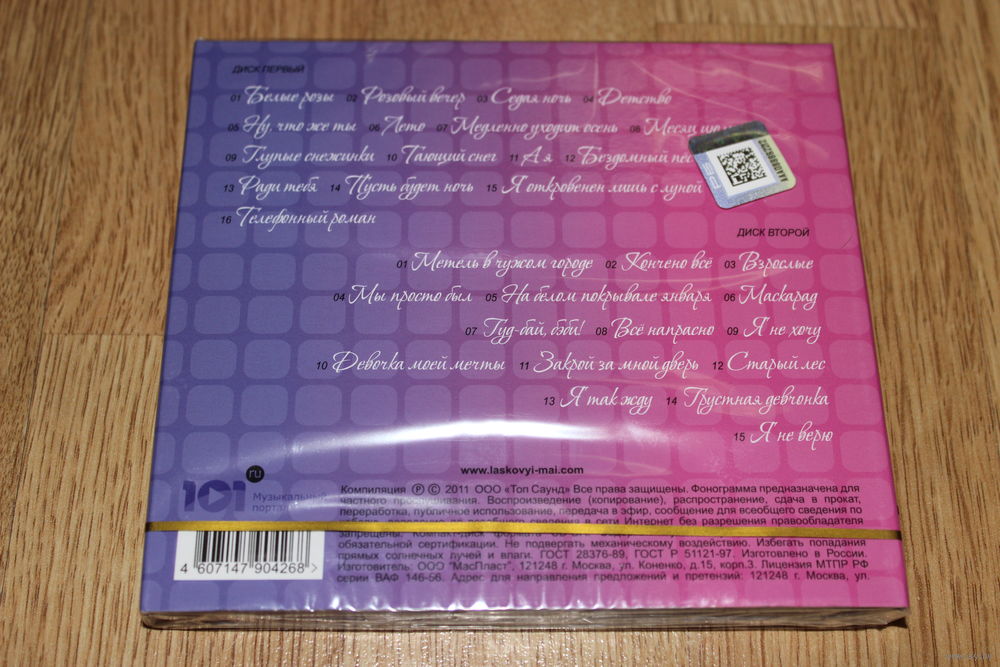 ДИСК ПЕРВЫЙ
01 Белые розы 02 Розовый вечер 03 Седая ночь 04 Детство
05 Ну, что же ты 06 Лето 07 Медленно уходит осень 08 Месяц
09 Глупые снежинки 10 Тающий снег 11 А я 12 Бездомный пёс
13 Ради тебя 14 Пусть будет ночь 15 Я откровенен лишь с луной
16 Телефонный роман
ДИСК ВТОРОЙ
01 Метель в чужом городе 02 Кончено всё 03 Взрослые
04 Мы просто был 05 На белом покрывале января 06 Маскарад
07 Гуд-бай, бэби! 08 Всё напрасно 09 Я не хочу
10 Девочка моей мечты 11 Закрой за мной дверь 12 Старый лес
13 Я так жду 14 Грустная девчонка
15 Я не верю
www.laskovyi-mai.com
101 ru
Музыкальный
портал
Компиляция Ⓟ © 2011 ООО «Топ Саунд» Все права защищены. Фонограмма предназначена для
частного прослушивания. Воспроизведение (копирование), распространение, сдача в прокат,
переработка, публичное использование, передача в эфир, сообщение для всеобщего сведения по
сведения в сети Интернет без разрешения правообладателя
запрещены. Компакт-диск
обязательной сертификации. Не подвергать механическому воздействию. Избегать попадания
прямых солнечных лучей и влаги. ГОСТ 28376-89, ГОСТ Р 51121-97. Изготовлено в России.
Изготовитель: ООО "МасПласт", 121248 г. Москва, ул. Коненко, д.15, корп.3. Лицензия МТПР РФ
серии ВАФ 146-56. Адрес для направления предложений и претензий: 121248 г. Москва, ул.
4 607147 904268 >